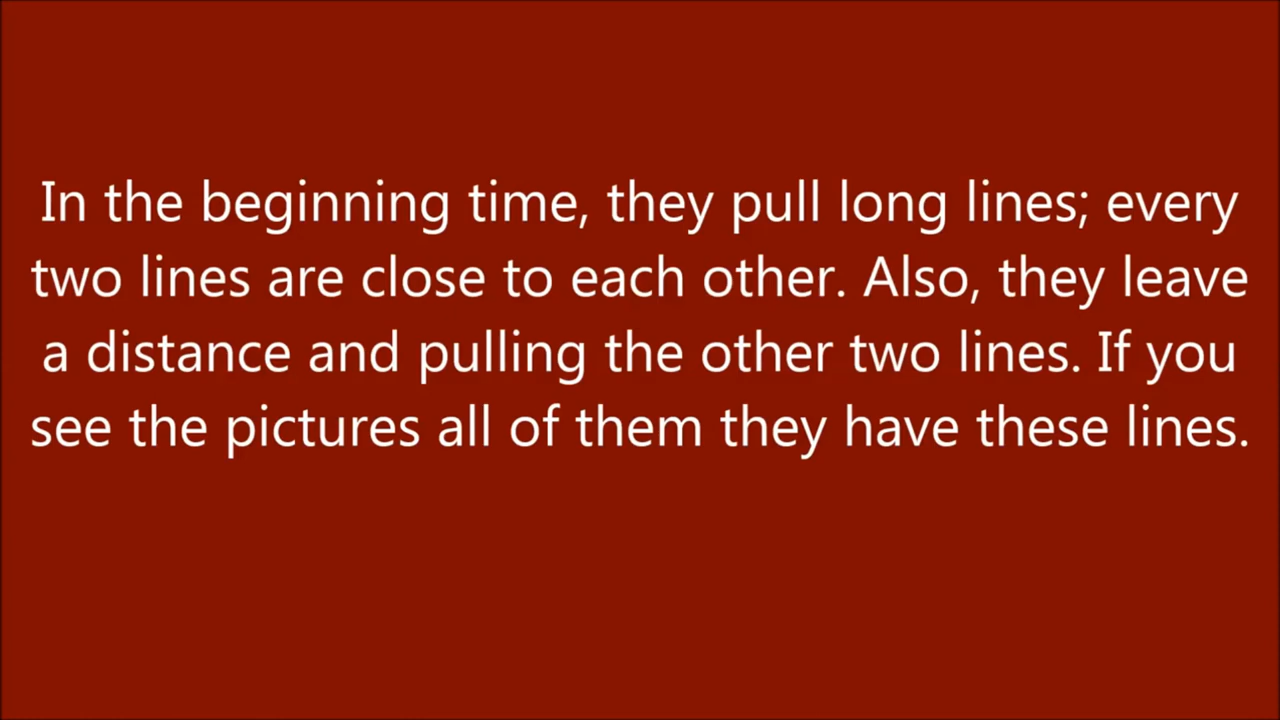 In the beginning time, they pull long lines; every
two lines are close to each other. Also, they leave
a distance and pulling the other two lines. If you
see the pictures all of them they have these lines.